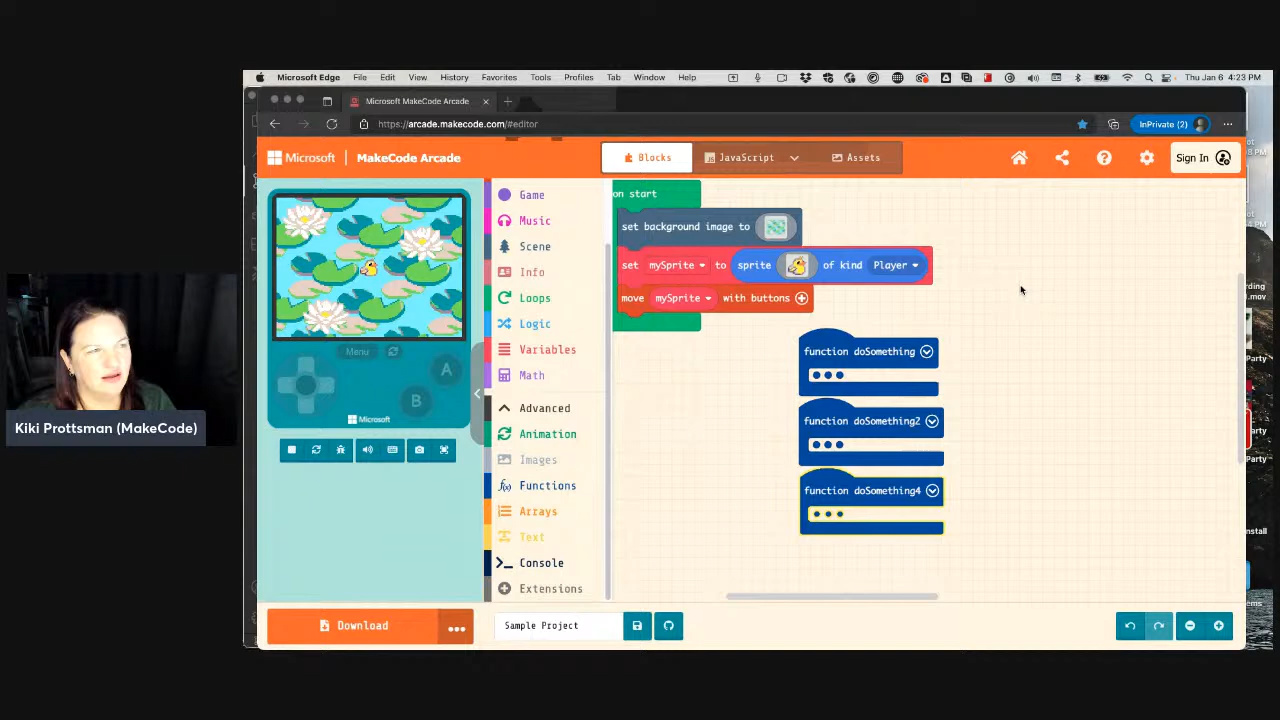 Microsoft Edge File Edit View History Favorites Tools Profiles Tab Window Help Thu Jan 6 4:23 PM
Microsoft MakeCode Arcade
https://arcade.makecode.com/#editor
InPrivate (2)
Microsoft MakeCode Arcade
Blocks
JavaScript
Assets
Sign In
Menu
A
B
Microsoft
Game
Music
Scene
Info
Loops
Logic
Variables
Math
Advanced
Animation
Images
Functions
Arrays
Text
Console
Extensions
on start
set background image to
set mySprite to sprite of kind Player
move mySprite with buttons
function doSomething
function doSomething2
function doSomething4
Kiki Prottsman (MakeCode)
Download
Sample Project